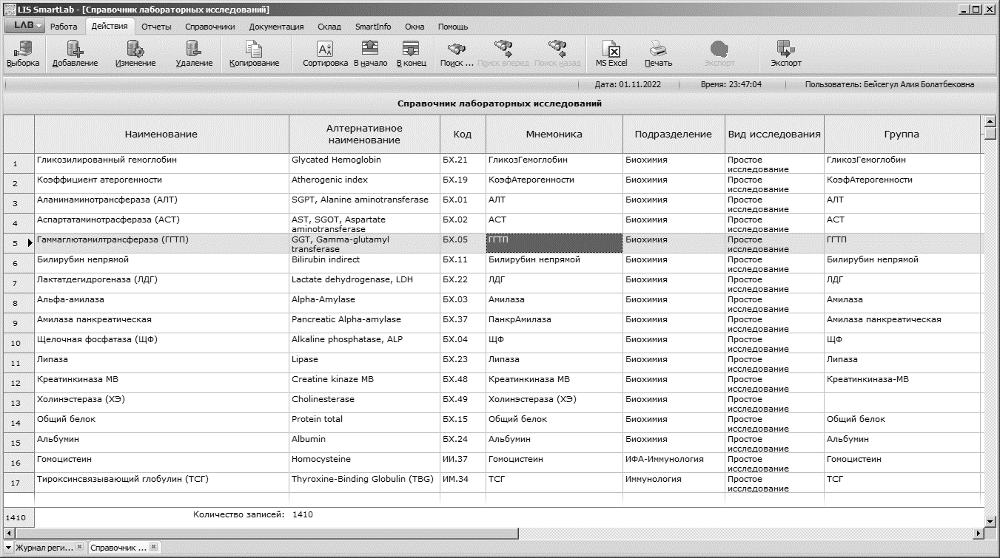 LIS SmartLab - [Справочник лабораторных исследований]
LAB Работа Действия Отчеты Справочники Документация Склад SmartInfo Окна Помощь
Выборка Добавление Изменение Удаление Копирование Сортировка В начало В конец Поиск ... Поиск вперед Поиск назад MS Excel Печать Экспорт Экспорт
Дата: 01.11.2022 Время: 23:47:04 Пользователь: Бейсегул Алия Болатбековна
Справочник лабораторных исследований
Наименование Алтернативное наименование Код Мнемоника Подразделение Вид исследования Группа
1 Гликозилированный гемоглобин Glycated Hemoglobin БХ.21 ГликозГемоглобин Биохимия Простое исследование ГликозГемоглобин
2 Коэффициент атерогенности Atherogenic index БХ.19 КоэфАтерогенности Биохимия Простое исследование КоэфАтерогенности
3 Аланинаминотрансфераза (АЛТ) SGPT, Alanine aminotransferase БХ.01 АЛТ Биохимия Простое исследование АЛТ
4 Аспартатаминотрасфераза (АСТ) AST, SGOT, Aspartate aminotransferase БХ.02 АСТ Биохимия Простое исследование АСТ
5 Гаммаглютамилтрансфераза (ГГТП) GGT, Gamma-glutamyl transferase БХ.05 ГГТП Биохимия Простое исследование ГГТП
6 Билирубин непрямой Bilirubin indirect БХ.11 Билирубин непрямой Биохимия Простое исследование Билирубин непрямой
7 Лактатдегидрогеназа (ЛДГ) Lactate dehydrogenase, LDH БХ.22 ЛДГ Биохимия Простое исследование ЛДГ
8 Альфа-амилаза Alpha-Amylase БХ.03 Амилаза Биохимия Простое исследование Амилаза
9 Амилаза панкреатическая Pancreatic Alpha-amylase БХ.37 ПанкрАмилаза Биохимия Простое исследование Амилаза панкреатическая
10 Щелочная фосфатаза (ЩФ) Alkaline phosphatase, ALP БХ.04 ЩФ Биохимия Простое исследование ЩФ
11 Липаза Lipase БХ.23 Липаза Биохимия Простое исследование Липаза
12 Креатинкиназа МВ Creatine kinaze MB БХ.48 Креатинкиназа МВ Биохимия Простое исследование Креатинкиназа-МВ
13 Холинэстераза (ХЭ) Cholinesterase БХ.49 Холинэстераза (ХЭ) Биохимия Простое исследование
14 Общий белок Protein total БХ.15 Общий белок Биохимия Простое исследование Общий белок
15 Альбумин Albumin БХ.24 Альбумин Биохимия Простое исследование Альбумин
16 Гомоцистеин Homocysteine ИИ.37 Гомоцистеин ИФА-Иммунология Простое исследование Гомоцистеин
17 Тироксинсвязывающий глобулин (ТСГ) Thyroxine-Binding Globulin (TBG) ИМ.34 ТСГ Иммунология Простое исследование ТСГ
1410 Количество записей: 1410
Журнал реги... Справочник ...